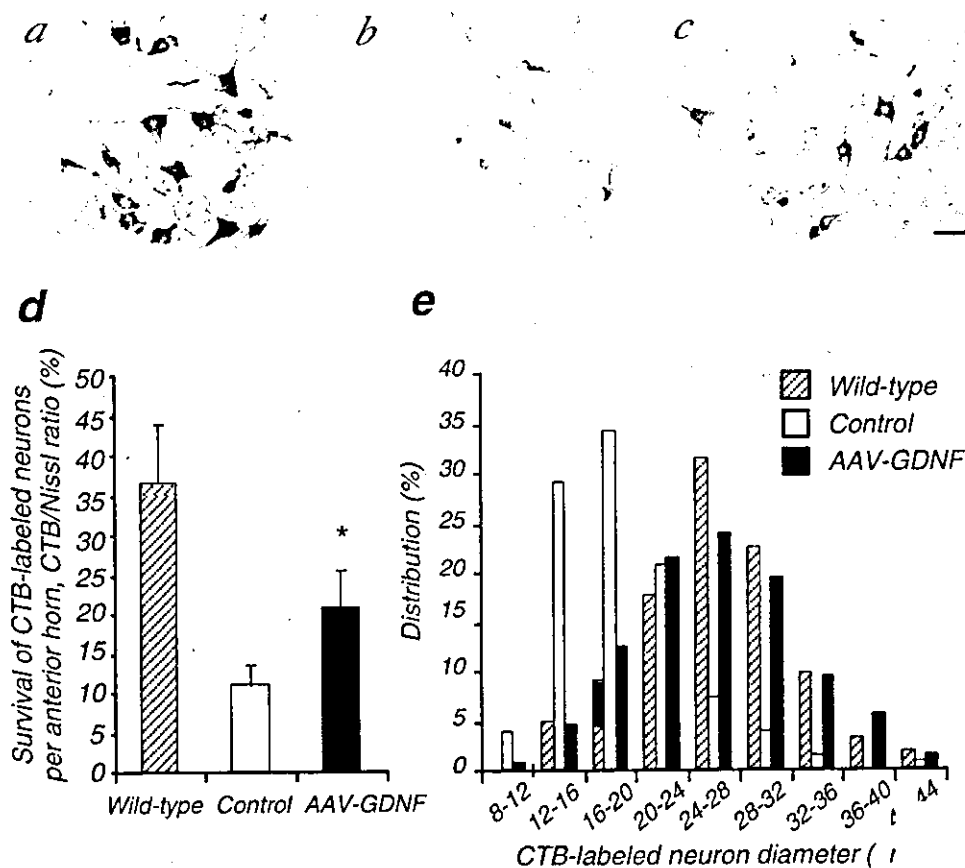 a
b
c
d
Survival of CTB-labeled neurons
per anterior horn, CTB/Nissl ratio (%)
50
45
40
35
30
25
20
15
10
5
0
*
Wild-type Control AAV-GDNF
e
Distribution (%)
40
35
30
25
20
15
10
5
0
Wild-type
Control
AAV-GDNF
8-12 12-16 16-20 20-24 24-28 28-32 32-36 36-40
CTB-labeled neuron diameter (